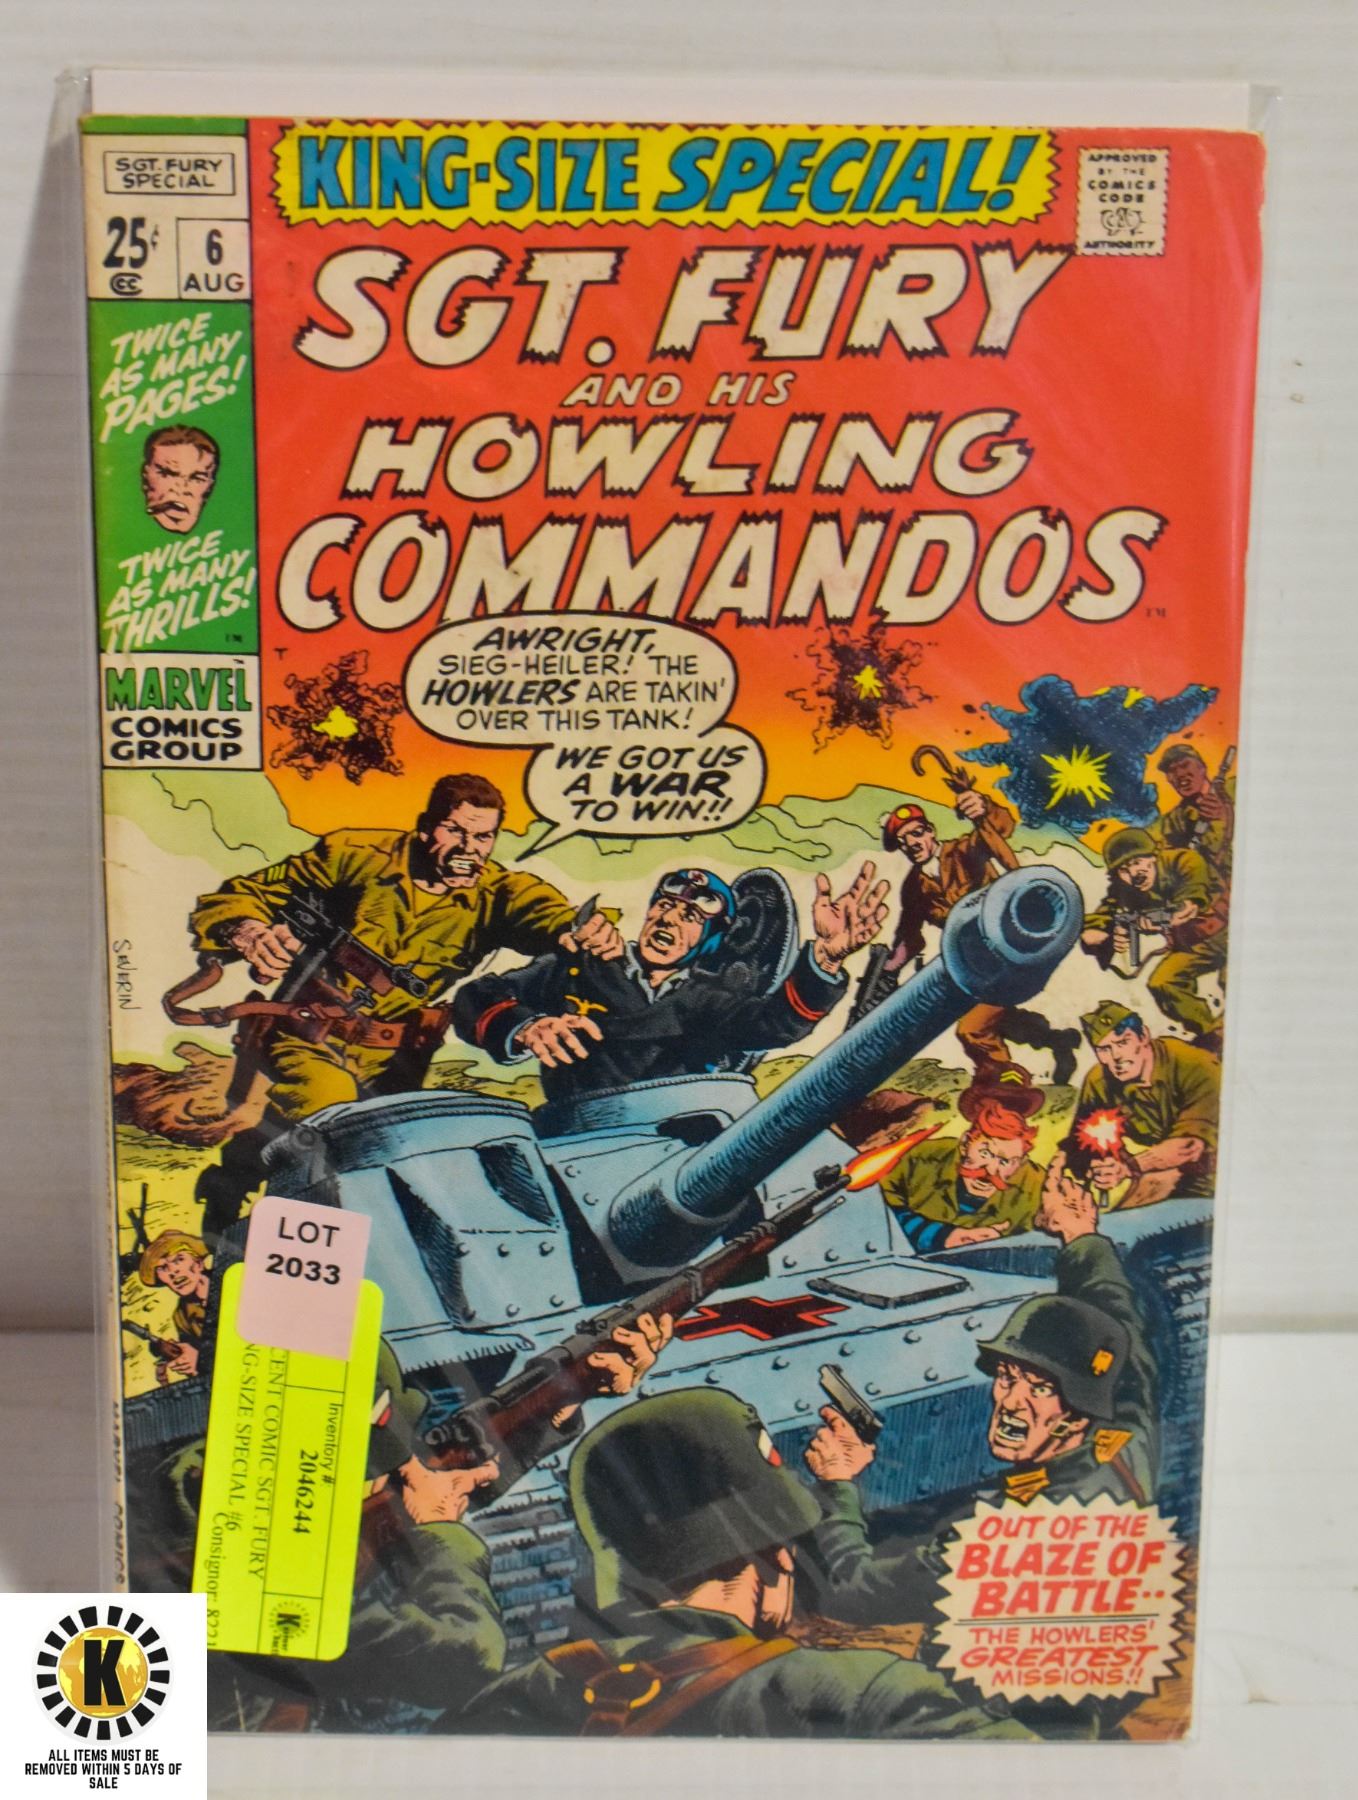 KING-SIZE SPECIAL!
SGT. FURY
SPECIAL
25¢
6
CC
AUG
APPROVED
BY THE
COMICS
CODE
AUTHORITY
SGT. FURY
AND HIS
HOWLING
COMMANDOS
TM
TWICE
AS MANY
PAGES!
TWICE
AS MANY
THRILLS!
TM
MARVEL
COMICS
GROUP
AWRIGHT,
SIEG-HEILER! THE
HOWLERS ARE TAKIN'
OVER THIS TANK!
WE GOT US
A WAR
TO WIN!!
SEVERIN
LOT
2033
Inventory #:
2046244
CENT COMIC SGT. FURY
NG-SIZE SPECIAL #6
Consignor:
OUT OF THE
BLAZE OF
BATTLE--
THE HOWLERS'
GREATEST
MISSIONS!!
K
ALL ITEMS MUST BE
REMOVED WITHIN 5 DAYS OF
SALE